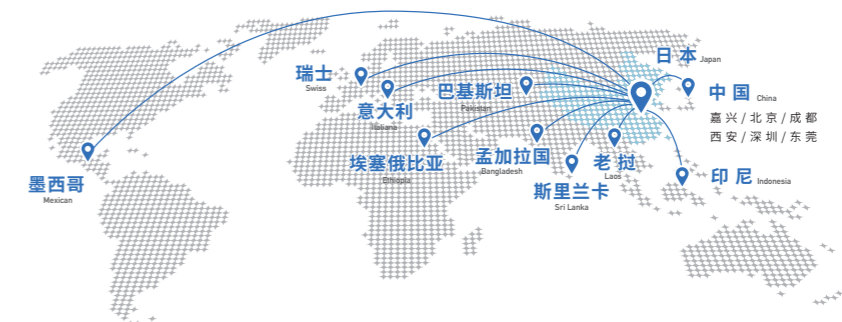 日本 Japan
瑞士
Swiss
中国 China
巴基斯坦
Pakistan
意大利
Italiana
嘉兴/北京/成都
西安/深圳/东莞
埃塞俄比亚
Ethiopia
孟加拉国
Bangladesh
老挝
Laos
墨西哥
Mexican
斯里兰卡
Sri Lanka
印尼 Indonesia